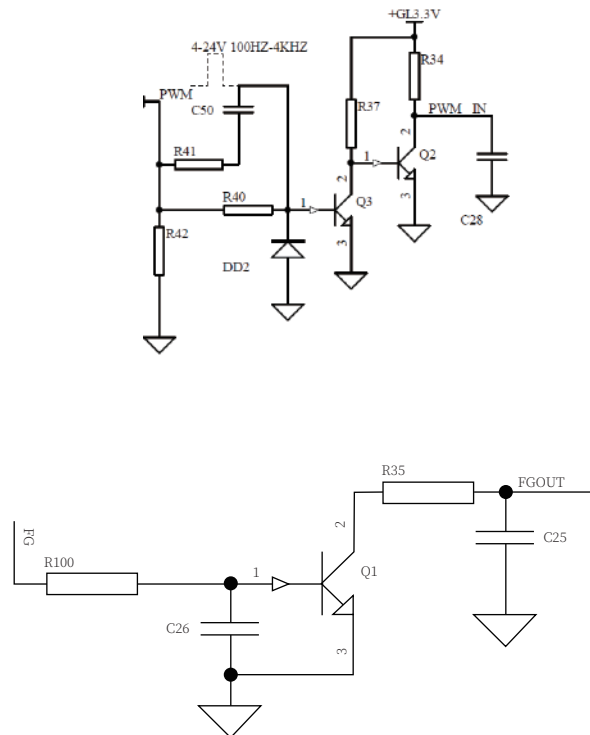 +GL3.3V
4-24V 100HZ-4KHZ
R34
PWM
C50
R37
PWM_IN
2
R41
1
Q2
R40
2
3
1
Q3
R42
C28
3
DD2
R35
FGOUT
2
FG
C25
R100
1
Q1
C26
3